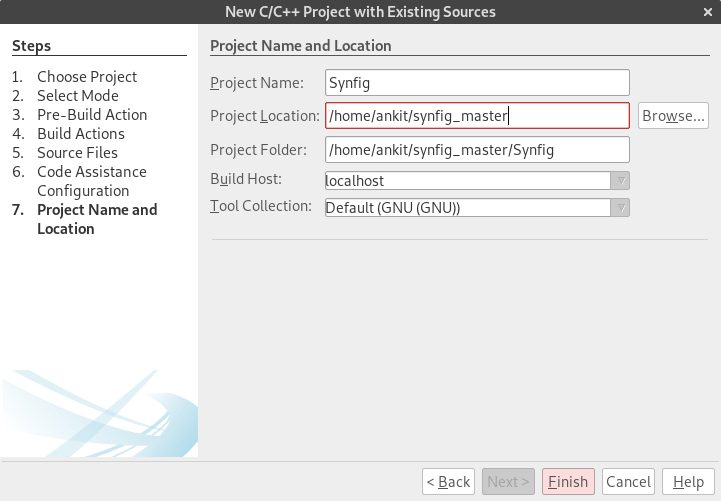 New C/C++ Project with Existing Sources
×
Steps
1. Choose Project
2. Select Mode
3. Pre-Build Action
4. Build Actions
5. Source Files
6. Code Assistance
Configuration
7. Project Name and
Location
Project Name and Location
Project Name: Synfig
Project Location: /home/ankit/synfig_master Browse...
Project Folder: /home/ankit/synfig_master/Synfig
Build Host: localhost
Tool Collection: Default (GNU (GNU))
< Back Next > Finish Cancel Help